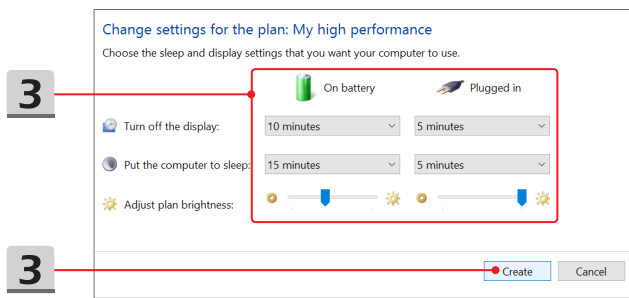 Change settings for the plan: My high performance
Choose the sleep and display settings that you want your computer to use.
3
On battery Plugged in
Turn off the display: 10 minutes 5 minutes
Put the computer to sleep: 15 minutes 5 minutes
Adjust plan brightness:
3
Create Cancel